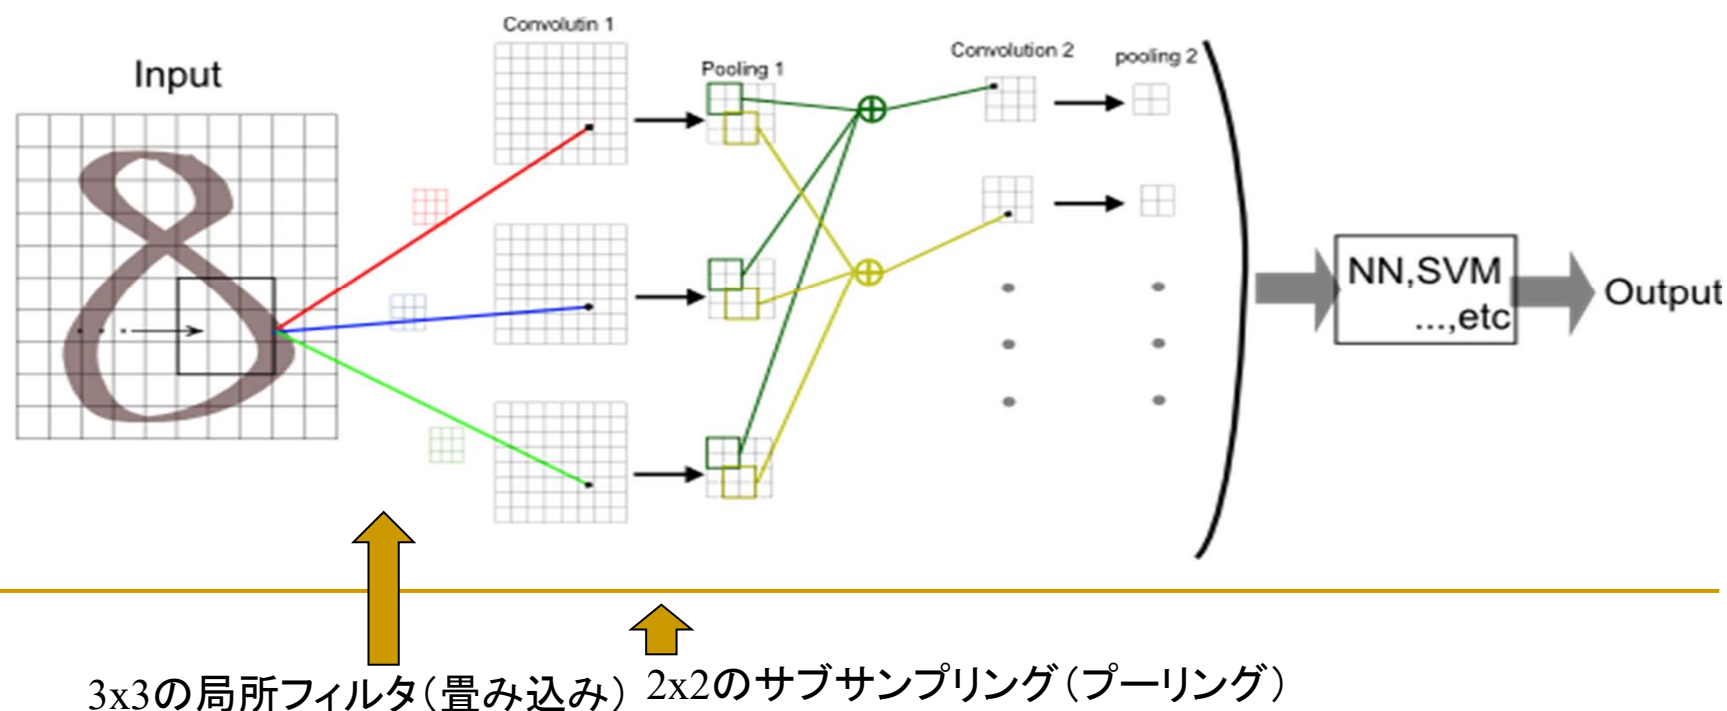 Input
Convolutin 1
Pooling 1
Convolution 2
pooling 2
NN,SVM
...,etc
Output
3x3の局所フィルタ（畳み込み）
2x2のサブサンプリング（プーリング）